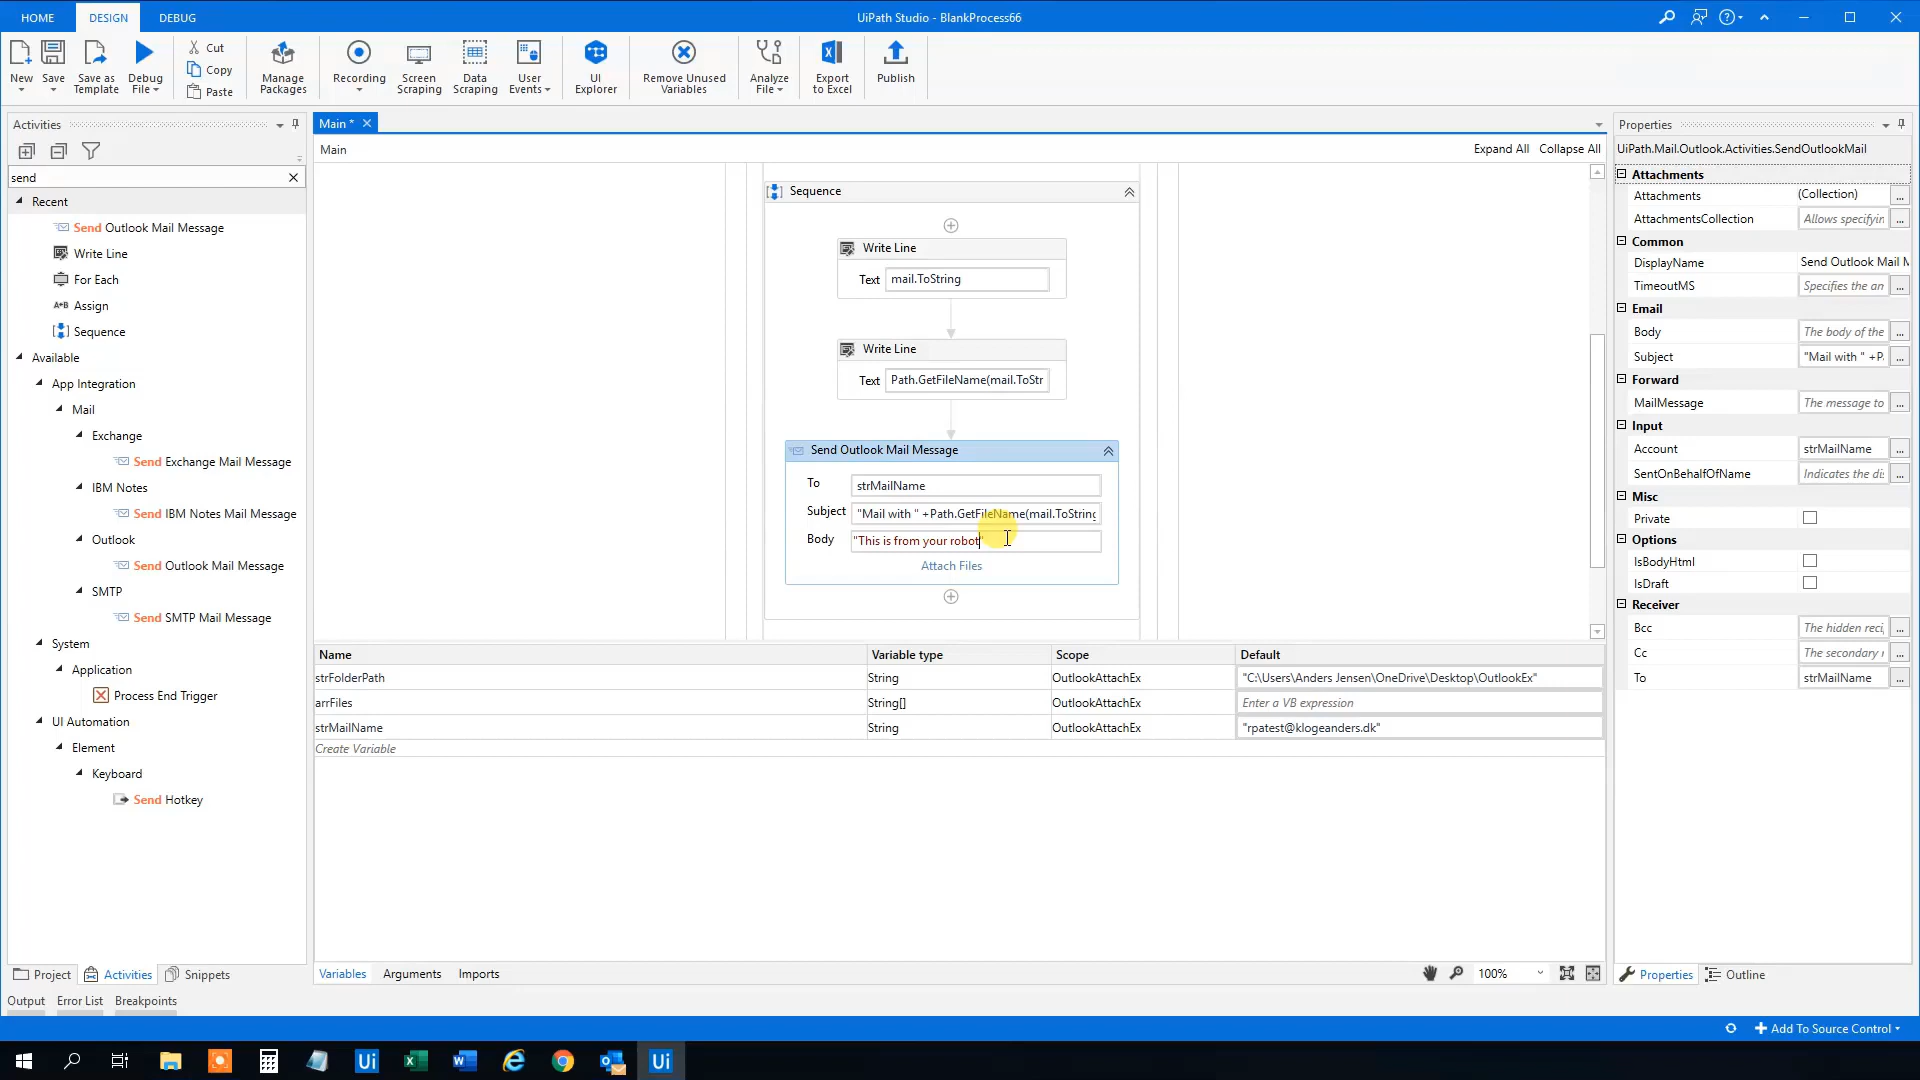 HOME DESIGN DEBUG UiPath Studio - BlankProcess66
New Save Save as Template Debug File Cut Copy Paste Manage Packages Recording Screen Scraping Data Scraping User Events UI Explorer Remove Unused Variables Analyze File Export to Excel Publish
Activities
send
Recent
Send Outlook Mail Message
Write Line
For Each
A+B Assign
Sequence
Available
App Integration
Mail
Exchange
Send Exchange Mail Message
IBM Notes
Send IBM Notes Mail Message
Outlook
Send Outlook Mail Message
SMTP
Send SMTP Mail Message
System
Application
Process End Trigger
UI Automation
Element
Keyboard
Send Hotkey
Project Activities Snippets
Main *
Main Expand All Collapse All
Sequence
Write Line
Text mail.ToString
Write Line
Text Path.GetFileName(mail.ToStr
Send Outlook Mail Message
To strMailName
Subject "Mail with " +Path.GetFileName(mail.ToString
Body "This is from your robot"
Attach Files
Name Variable type Scope Default
strFolderPath String OutlookAttachEx "C:\Users\Anders Jensen\OneDrive\Desktop\OutlookEx"
arrFiles String[] OutlookAttachEx Enter a VB expression
strMailName String OutlookAttachEx "rpatest@klogeanders.dk"
Create Variable
Variables Arguments Imports 100%
Properties
UiPath.Mail.Outlook.Activities.SendOutlookMail
Attachments
Attachments (Collection) ...
AttachmentsCollection Allows specifyin ...
Common
DisplayName Send Outlook Mail M
TimeoutMS Specifies the an ...
Email
Body The body of the ...
Subject "Mail with " +P ...
Forward
MailMessage The message to ...
Input
Account strMailName ...
SentOnBehalfOfName Indicates the di ...
Misc
Private
Options
IsBodyHtml
IsDraft
Receiver
Bcc The hidden reci ...
Cc The secondary ...
To strMailName ...
Properties Outline
Output Error List Breakpoints
Add To Source Control
Ui Ui